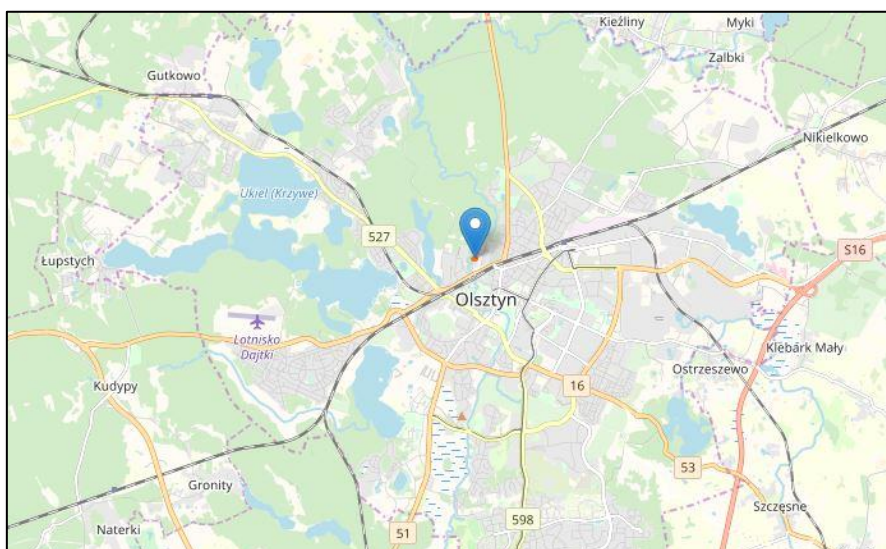 Kieźliny
Myki
Zalbki
Gutkowo
Nikielkowo
Ukiel (Krzywe)
527
S16
Łupstych
Olsztyn
Lotnisko
Dajtki
Klebark Mały
Ostrzeszewo
Kudypy
16
53
Gronity
Szczęsne
598
51
Naterki